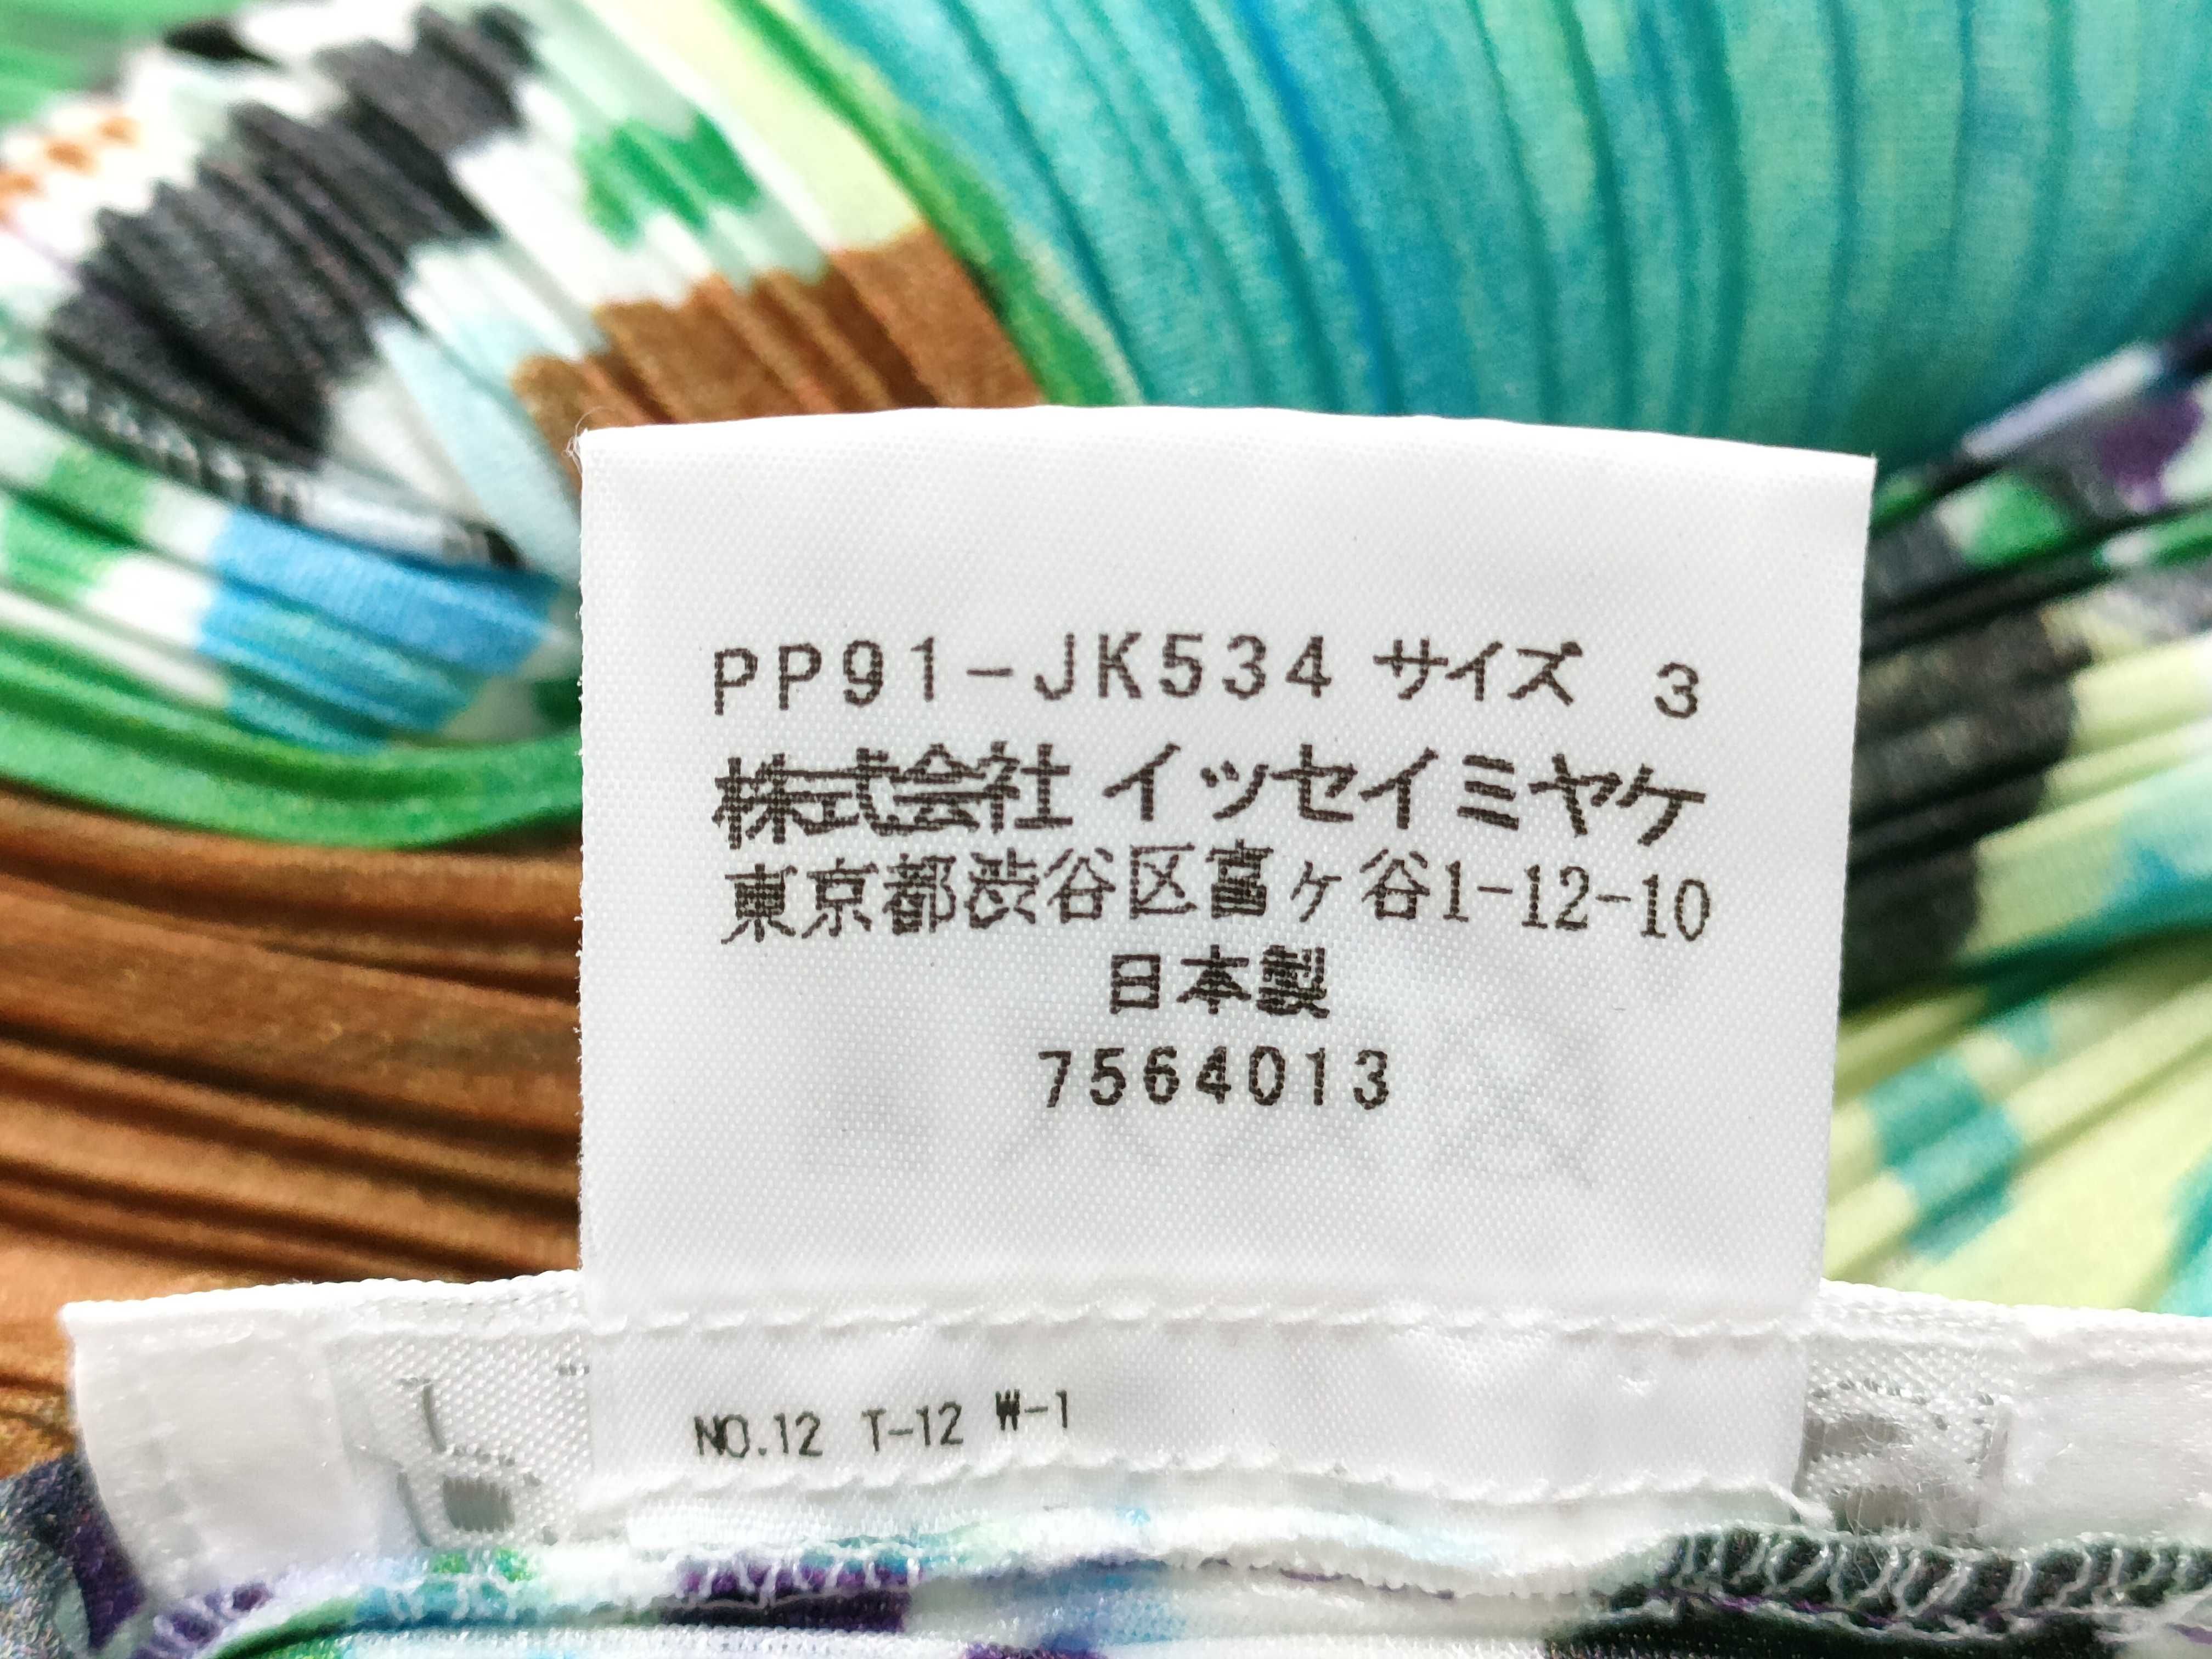 PP91-JK534 サイズ 3
株式会社 イッセイミヤケ
東京都渋谷区富ヶ谷1-12-10
日本製
7564013
NO.12 T-12 W-1